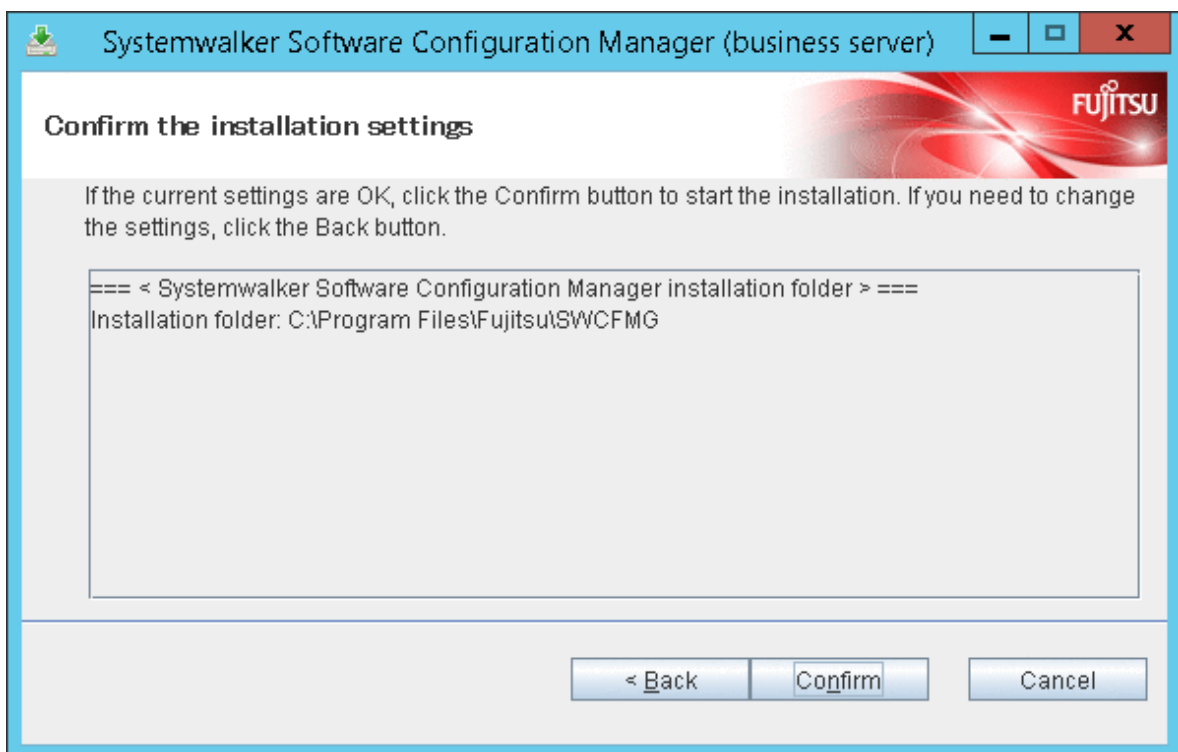 Systemwalker Software Configuration Manager (business server)
FUJITSU
Confirm the installation settings
If the current settings are OK, click the Confirm button to start the installation. If you need to change
the settings, click the Back button.
=== < Systemwalker Software Configuration Manager installation folder > ===
Installation folder: C:\Program Files\Fujitsu\SWCFMG
< Back
Confirm
Cancel